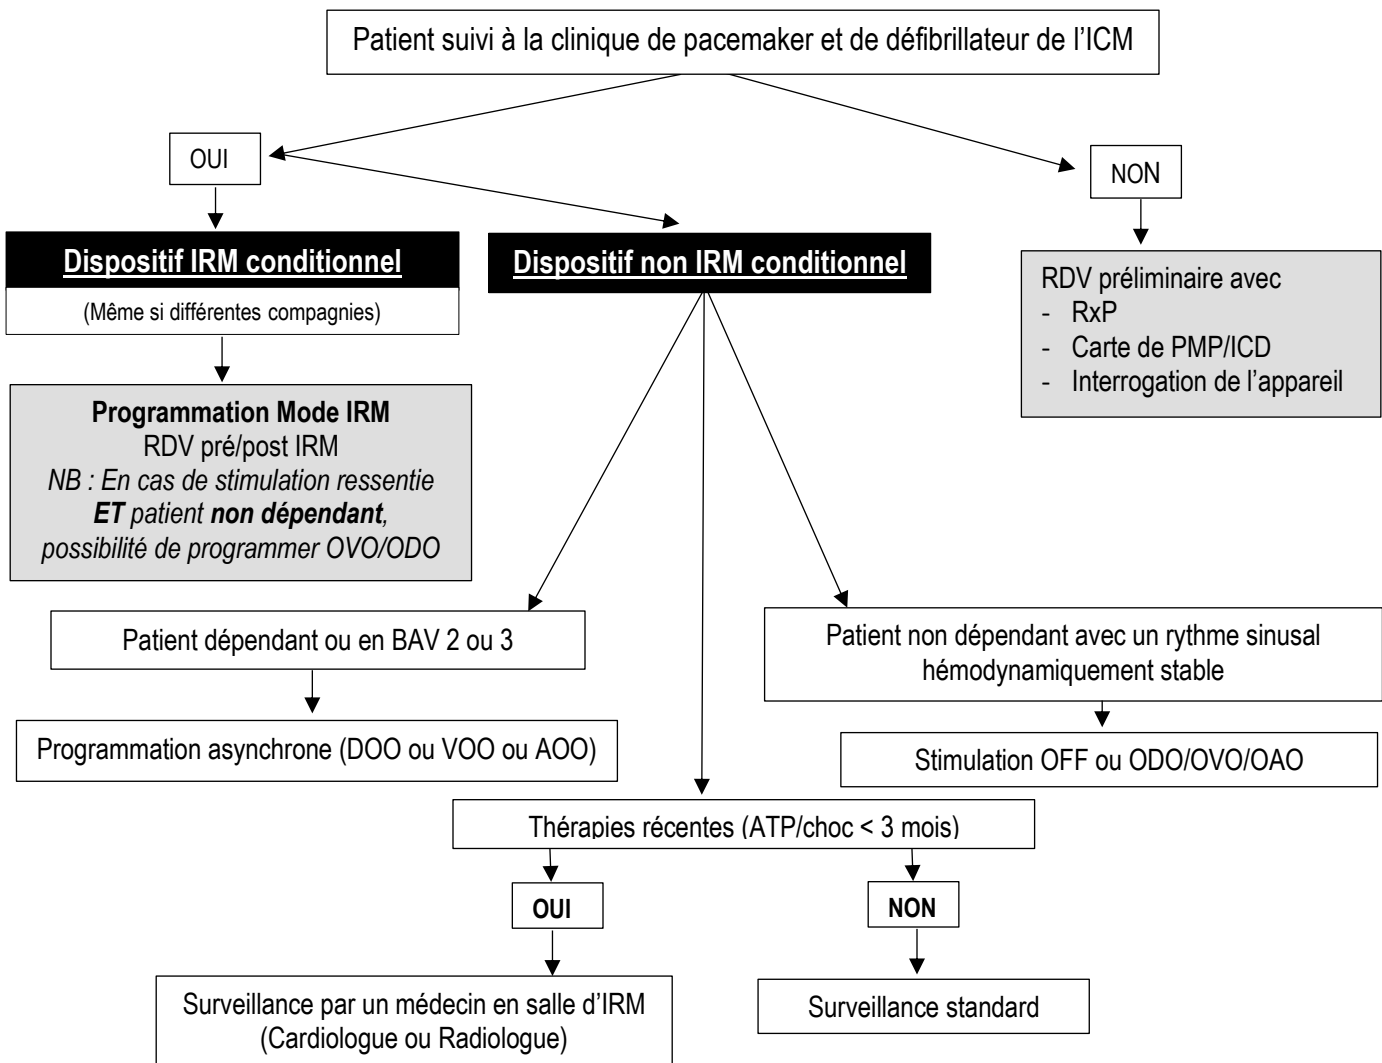 Patient suivi à la clinique de pacemaker et de défibrillateur de l'ICM
OUI
NON
Dispositif IRM conditionnel
(Même si différentes compagnies)
Dispositif non IRM conditionnel
RDV préliminaire avec
- RxP
- Carte de PMP/ICD
- Interrogation de l'appareil
Programmation Mode IRM
RDV pré/post IRM
NB : En cas de stimulation ressentie
ET patient non dépendant,
possibilité de programmer OVO/ODO
Patient dépendant ou en BAV 2 ou 3
Patient non dépendant avec un rythme sinusal
hémodynamiquement stable
Programmation asynchrone (DOO ou VOO ou AOO)
Stimulation OFF ou ODO/OVO/OAO
Thérapies récentes (ATP/choc < 3 mois)
OUI
NON
Surveillance par un médecin en salle d'IRM
(Cardiologue ou Radiologue)
Surveillance standard